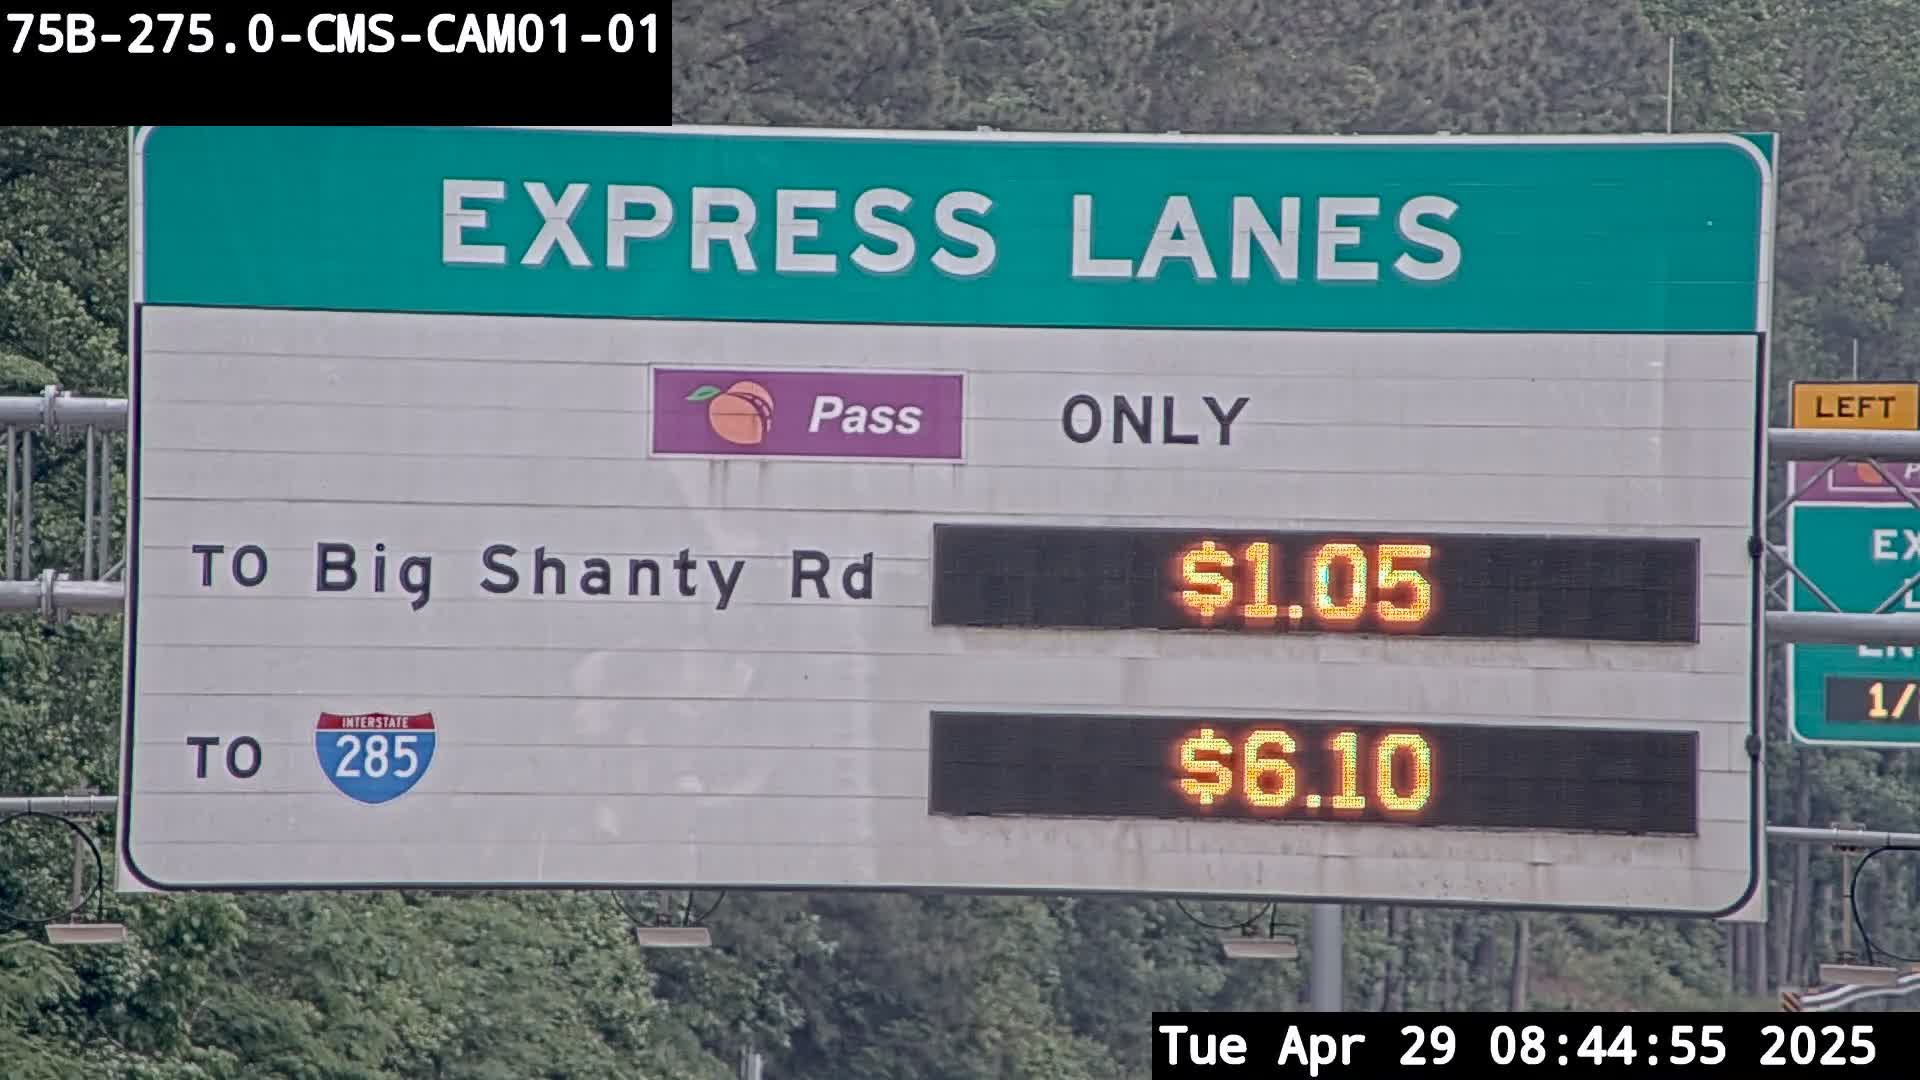 75B-275.0-CMS-CAM01-01
EXPRESS LANES
Pass ONLY
TO Big Shanty Rd $1.05
TO INTERSTATE 285 $6.10
LEFT
Tue Apr 29 08:44:55 2025